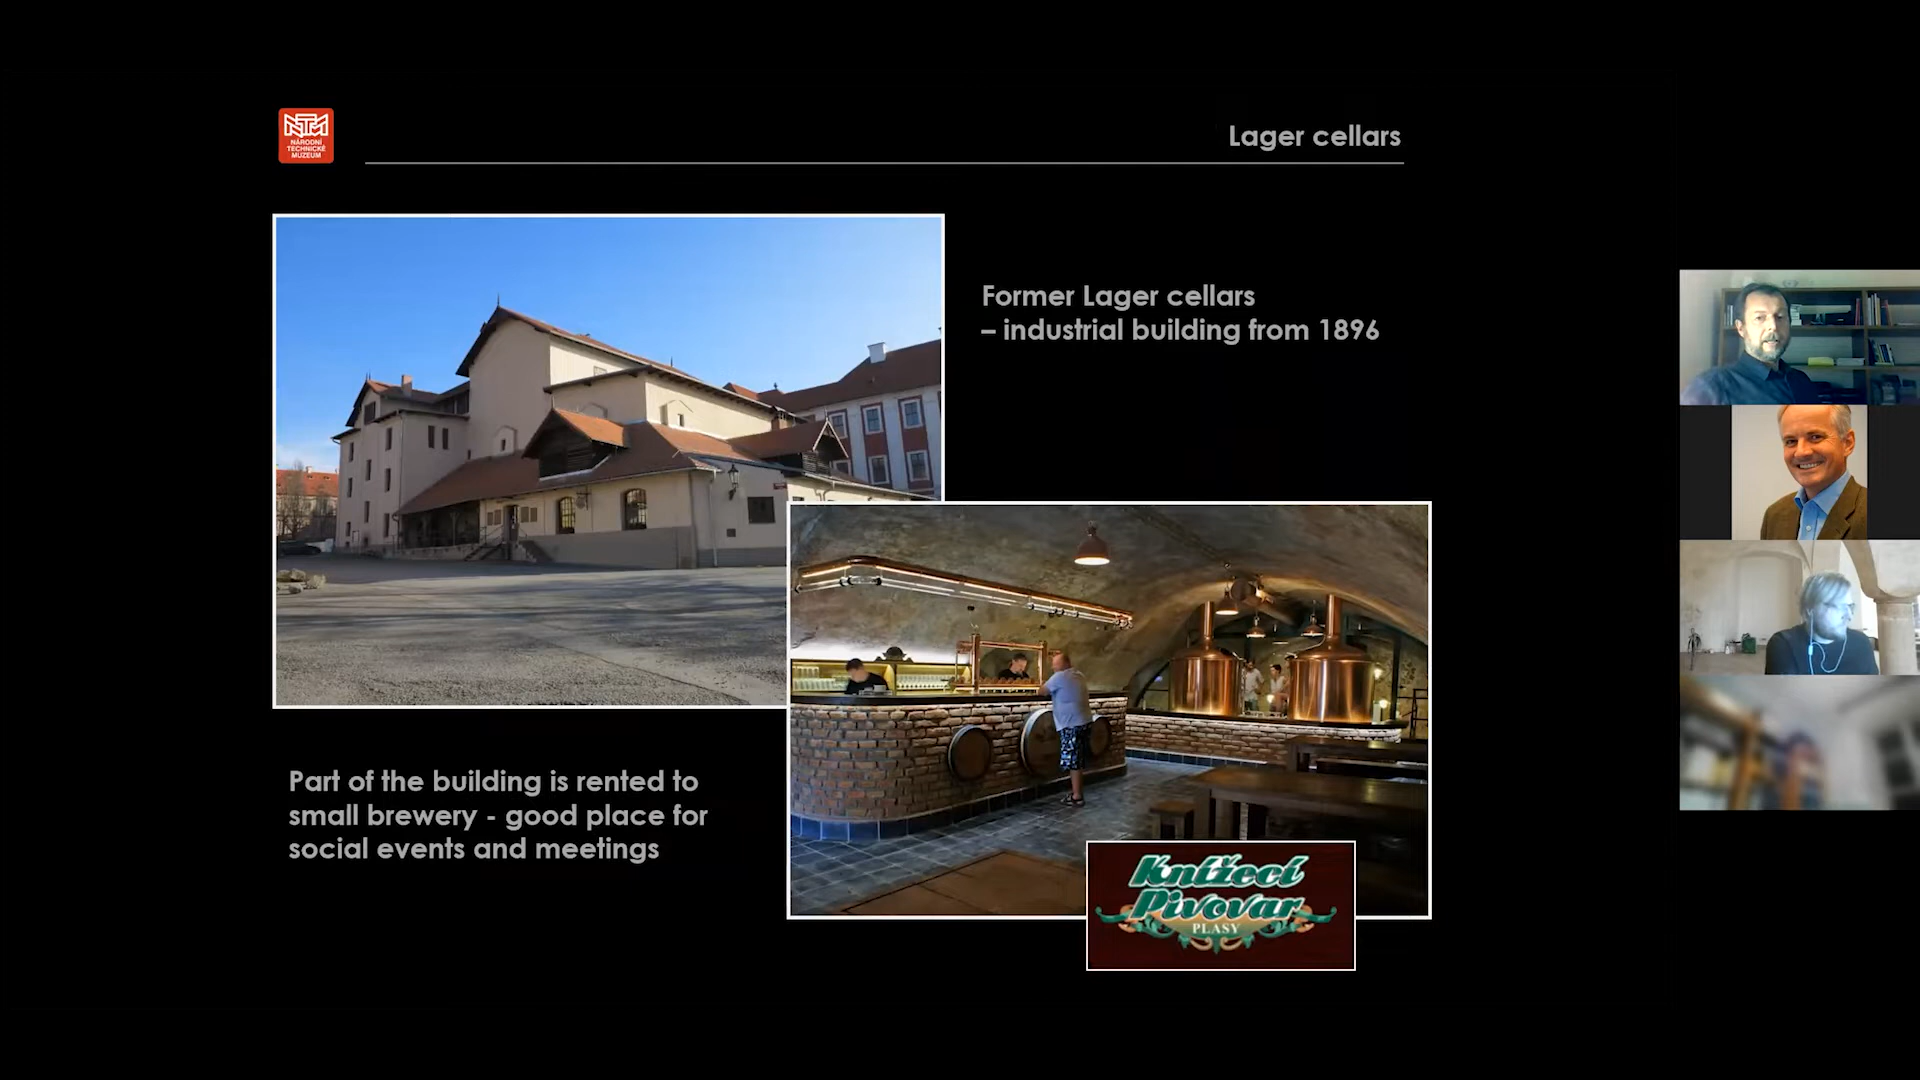 NÁRODNÍ
TECHNICKÉ
MUZEUM
Lager cellars
Former Lager cellars
– industrial building from 1896
Part of the building is rented to
small brewery - good place for
social events and meetings
Knížecí
Pivovar
PLASY